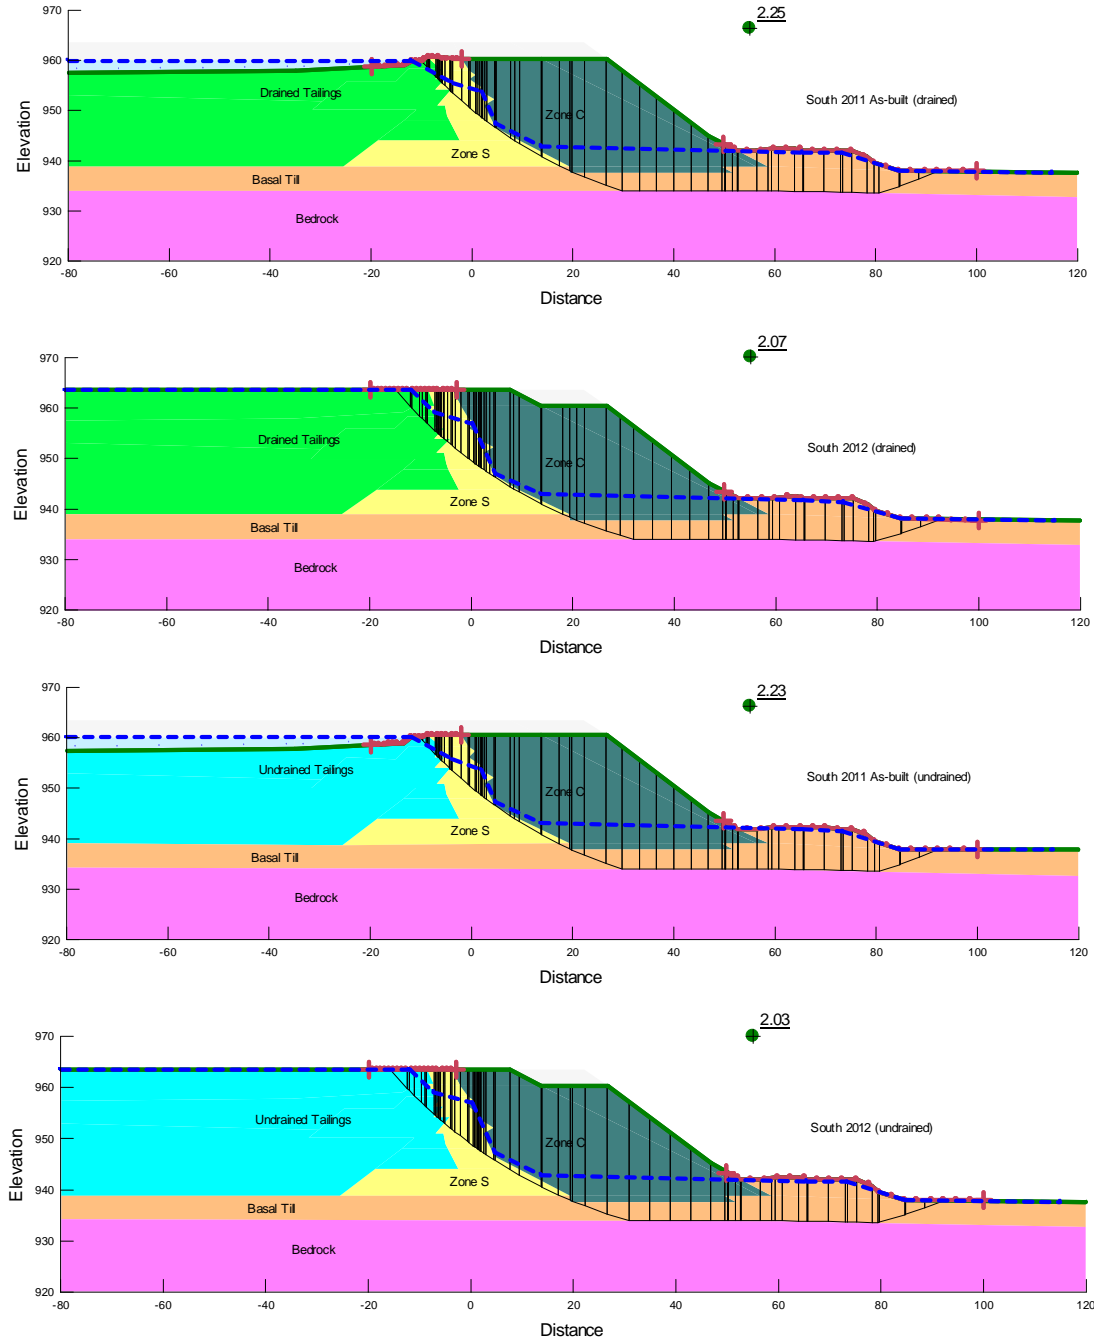 2.25
970
960
950
940
930
920
Elevation
Drained Tailings
Zone C
South 2011 As-built (drained)
Zone S
Basal Till
Bedrock
-80 -60 -40 -20 0 20 40 60 80 100 120
Distance
2.07
970
960
950
940
930
920
Elevation
Drained Tailings
Zone C
South 2012 (drained)
Zone S
Basal Till
Bedrock
-80 -60 -40 -20 0 20 40 60 80 100 120
Distance
2.23
970
960
950
940
930
920
Elevation
Undrained Tailings
Zone C
South 2011 As-built (undrained)
Zone S
Basal Till
Bedrock
-80 -60 -40 -20 0 20 40 60 80 100 120
Distance
2.03
970
960
950
940
930
920
Elevation
Undrained Tailings
Zone C
South 2012 (undrained)
Zone S
Basal Till
Bedrock
-80 -60 -40 -20 0 20 40 60 80 100 120
Distance